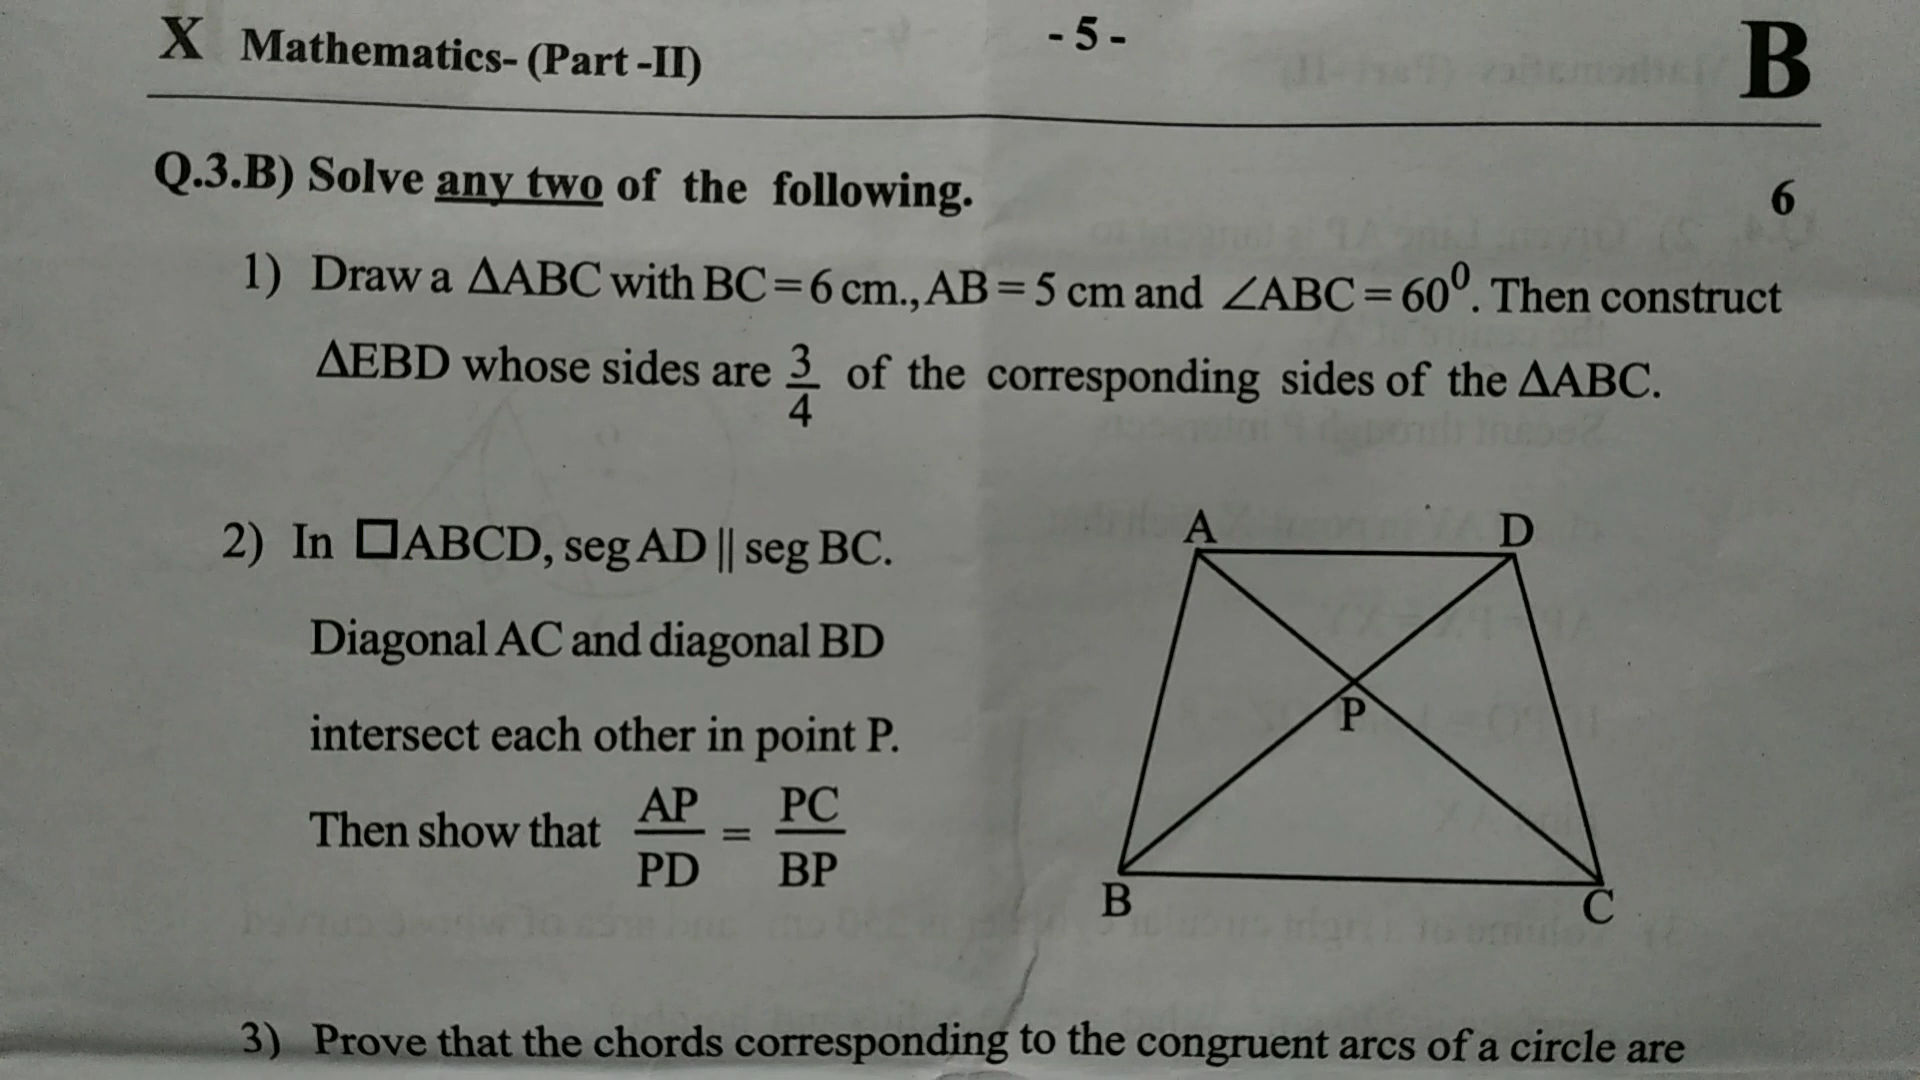 X Mathematics- (Part -II) - 5 - B
Q.3.B) Solve any two of the following. 6
1) Draw a ΔABC with BC = 6 cm., AB = 5 cm and ∠ABC = 60⁰. Then construct
ΔEBD whose sides are 3/4 of the corresponding sides of the ΔABC.
2) In □ABCD, seg AD || seg BC.
Diagonal AC and diagonal BD
intersect each other in point P.
Then show that AP/PD = PC/BP
A D
P
B C
3) Prove that the chords corresponding to the congruent arcs of a circle are